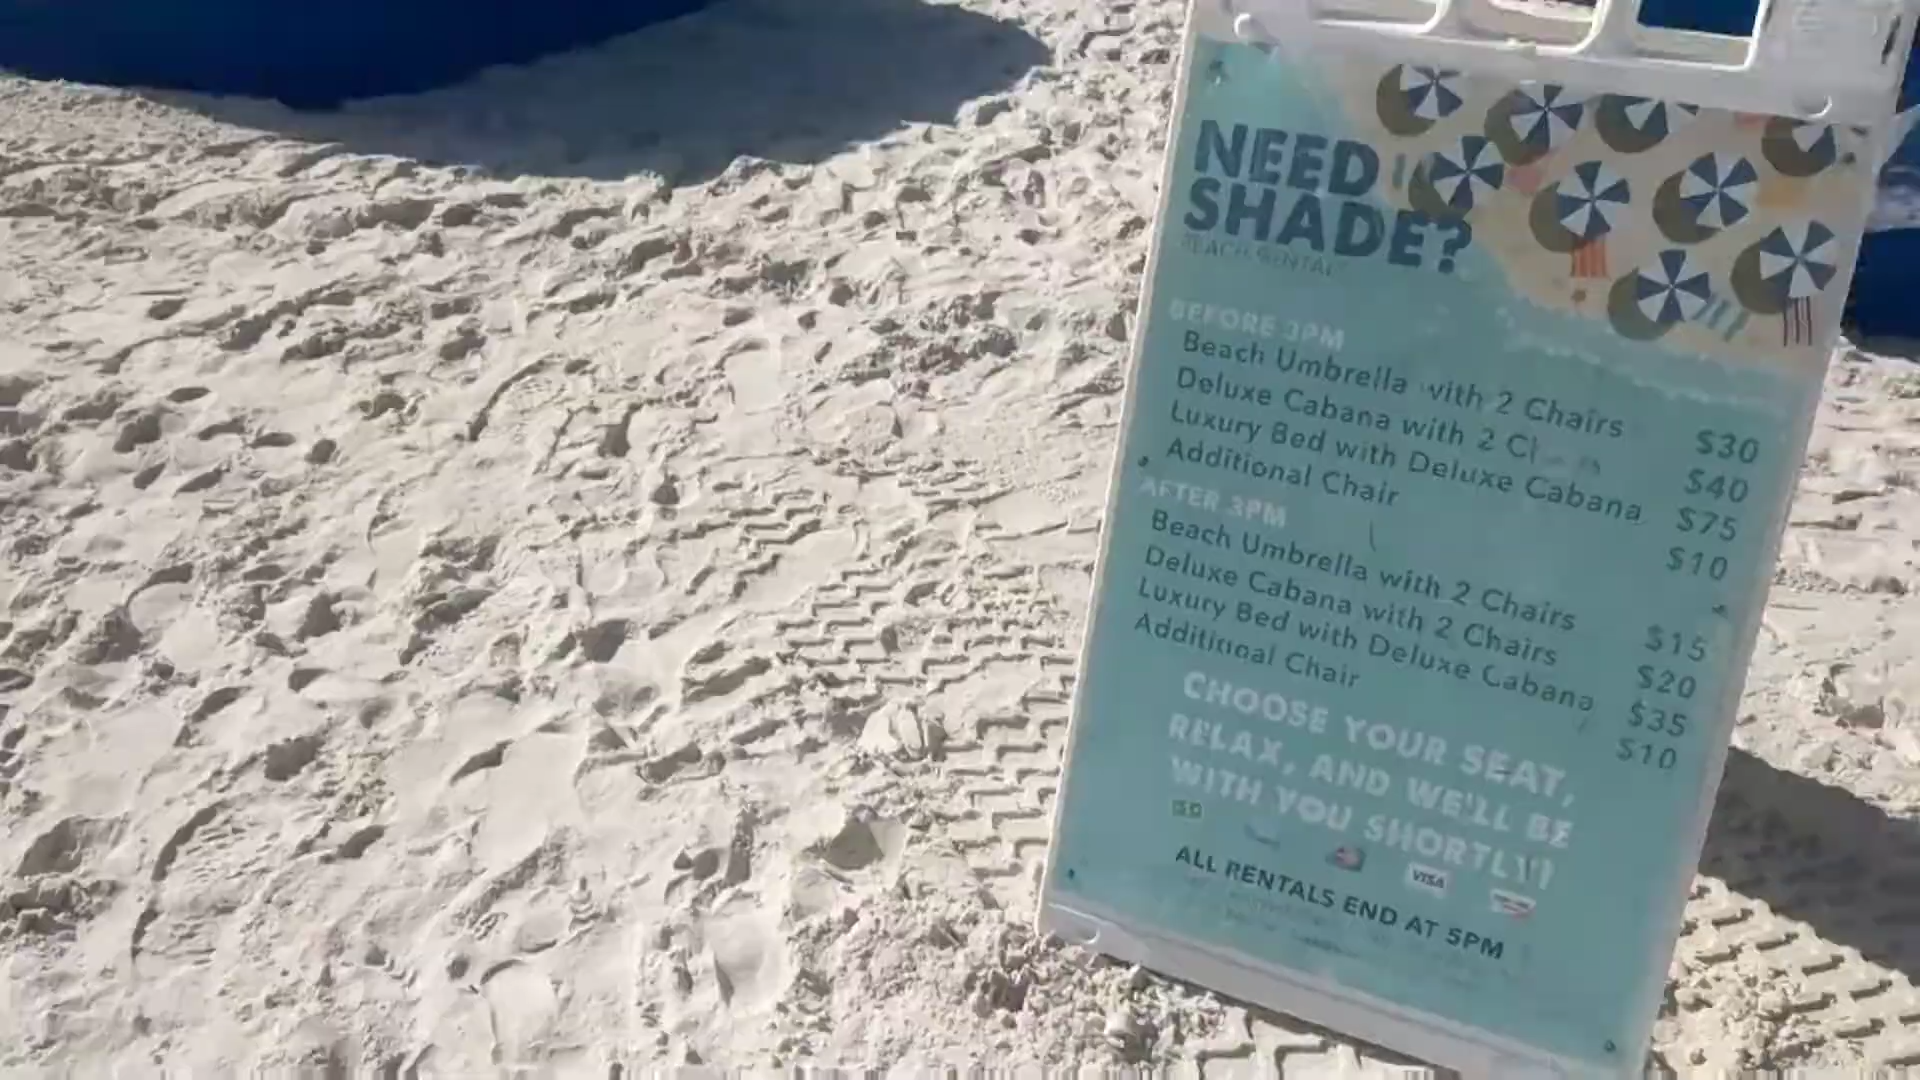 NEED
SHADE?
BEACH RENTALS
BEFORE 3PM
Beach Umbrella with 2 Chairs $30
Deluxe Cabana with 2 $40
Luxury Bed with Deluxe Cabana $75
Additional Chair $10
AFTER 3PM
Beach Umbrella with 2 Chairs $15
Deluxe Cabana with 2 Chairs $20
Luxury Bed with Deluxe Cabana $35
Additional Chair $10
CHOOSE YOUR SEAT,
RELAX, AND WE'LL BE
WITH YOU SHORTLY!
VISA
ALL RENTALS END AT 5PM